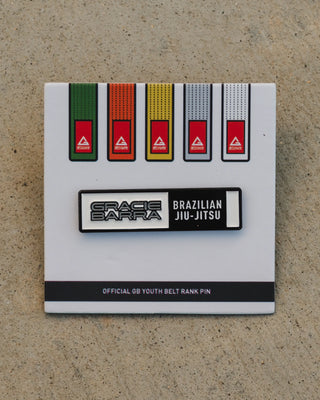 GRACIE
BARRA
BRAZILIAN
JIU-JITSU
OFFICIAL GB YOUTH BELT RANK PIN